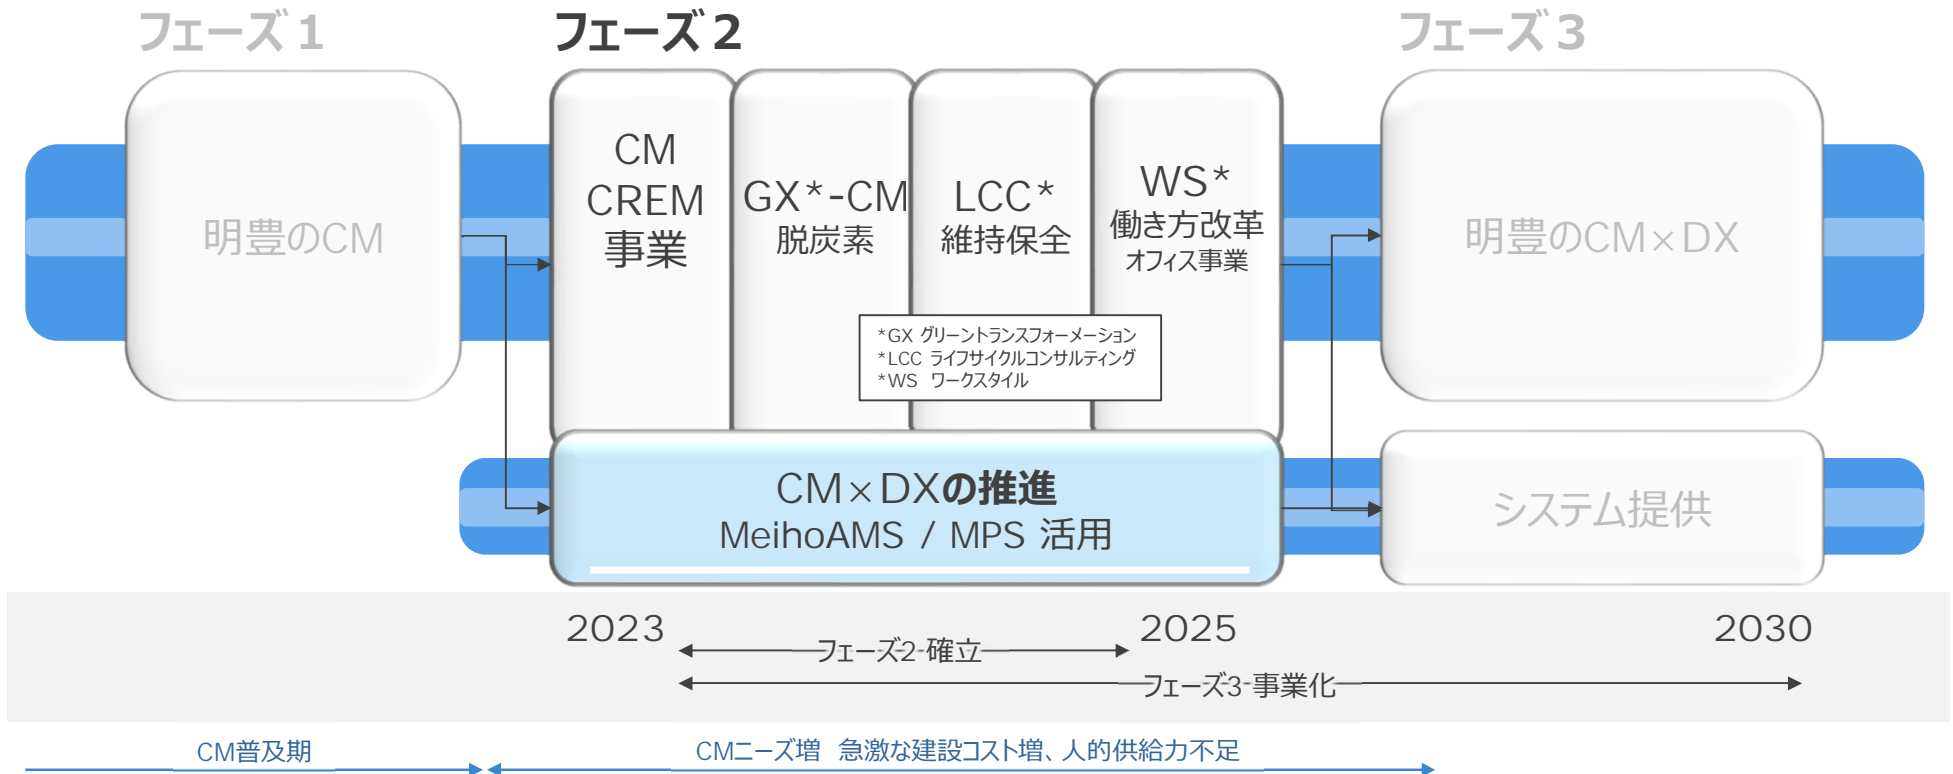 フェーズ1
フェーズ2
フェーズ3
明豊のCM
CM
CREM
事業
GX*-CM
脱炭素
LCC*
維持保全
WS*
働き方改革
オフィス事業
*GX グリーントランスフォーメーション
*LCC ライフサイクルコンサルティング
*WS ワークスタイル
明豊のCM×DX
CM×DXの推進
MeihoAMS / MPS 活用
システム提供
2023
2025
2030
フェーズ2 確立
フェーズ3 事業化
CM普及期
CMニーズ増 急激な建設コスト増、人的供給力不足